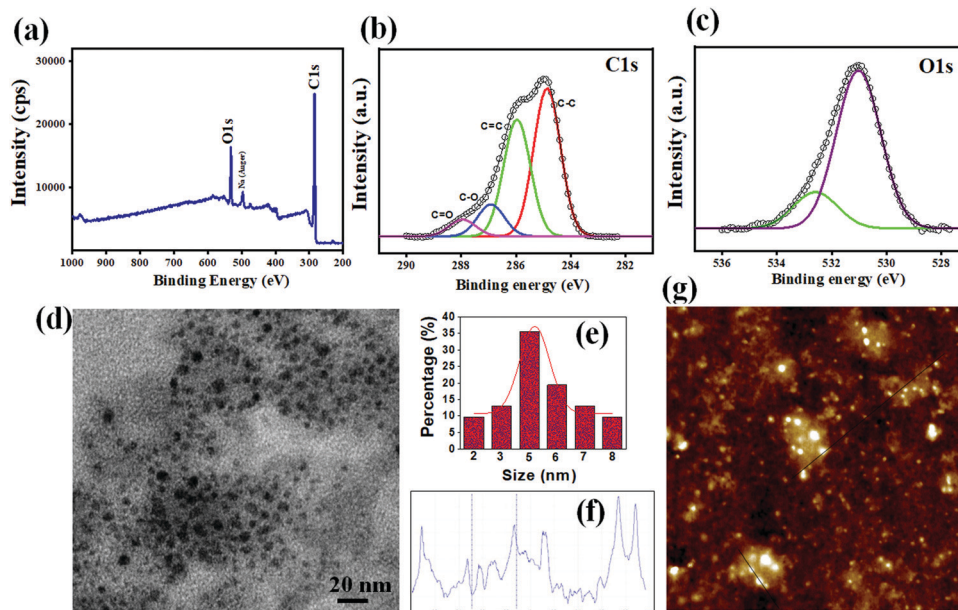 (a)
Intensity (cps)
30000
20000
10000
O1s
Na (Auger)
C1s
1000 900 800 700 600 500 400 300 200
Binding Energy (eV)
(b)
C1s
Intensity (a.u.)
C-C
C=C
C-O
C=O
290 288 286 284 282
Binding energy (eV)
(c)
O1s
Intensity (a.u.)
536 534 532 530 528
Binding energy (eV)
(d)
20 nm
(e)
Percentage (%)
40
35
30
25
20
15
10
5
0
2 3 5 6 7 8
Size (nm)
(f)
(g)